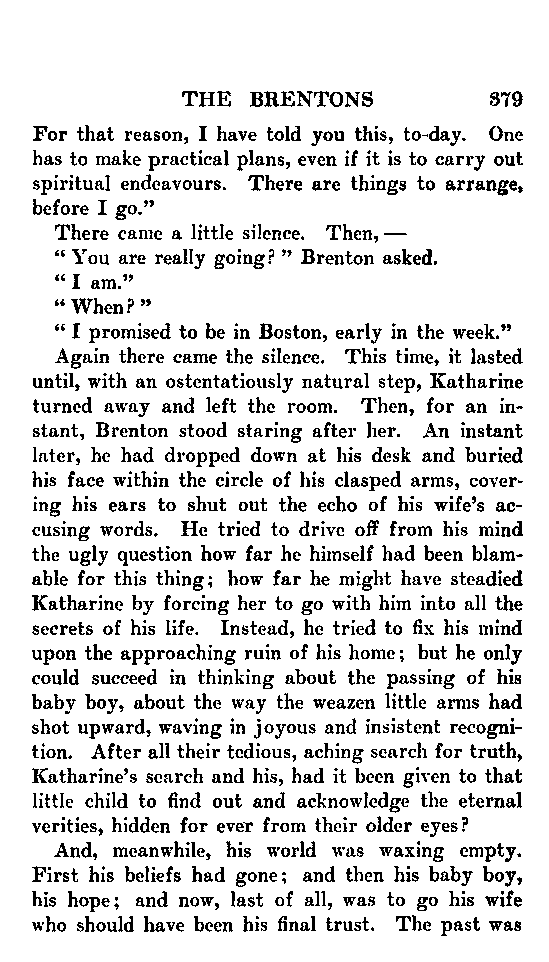 THE BRENTONS 379
For that reason, I have told you this, to-day. One
has to make practical plans, even if it is to carry out
spiritual endeavours. There are things to arrange,
before I go."
There came a little silence. Then, —
"You are really going?" Brenton asked.
"I am."
"When?"
"I promised to be in Boston, early in the week."
Again there came the silence. This time, it lasted
until, with an ostentatiously natural step, Katharine
turned away and left the room. Then, for an in-
stant, Brenton stood staring after her. An instant
later, he had dropped down at his desk and buried
his face within the circle of his clasped arms, cover-
ing his ears to shut out the echo of his wife's ac-
cusing words. He tried to drive off from his mind
the ugly question how far he himself had been blam-
able for this thing; how far he might have steadied
Katharine by forcing her to go with him into all the
secrets of his life. Instead, he tried to fix his mind
upon the approaching ruin of his home; but he only
could succeed in thinking about the passing of his
baby boy, about the way the weazen little arms had
shot upward, waving in joyous and insistent recogni-
tion. After all their tedious, aching search for truth,
Katharine's search and his, had it been given to that
little child to find out and acknowledge the eternal
verities, hidden for ever from their older eyes?
And, meanwhile, his world was waxing empty.
First his beliefs had gone; and then his baby boy,
his hope; and now, last of all, was to go his wife
who should have been his final trust. The past was